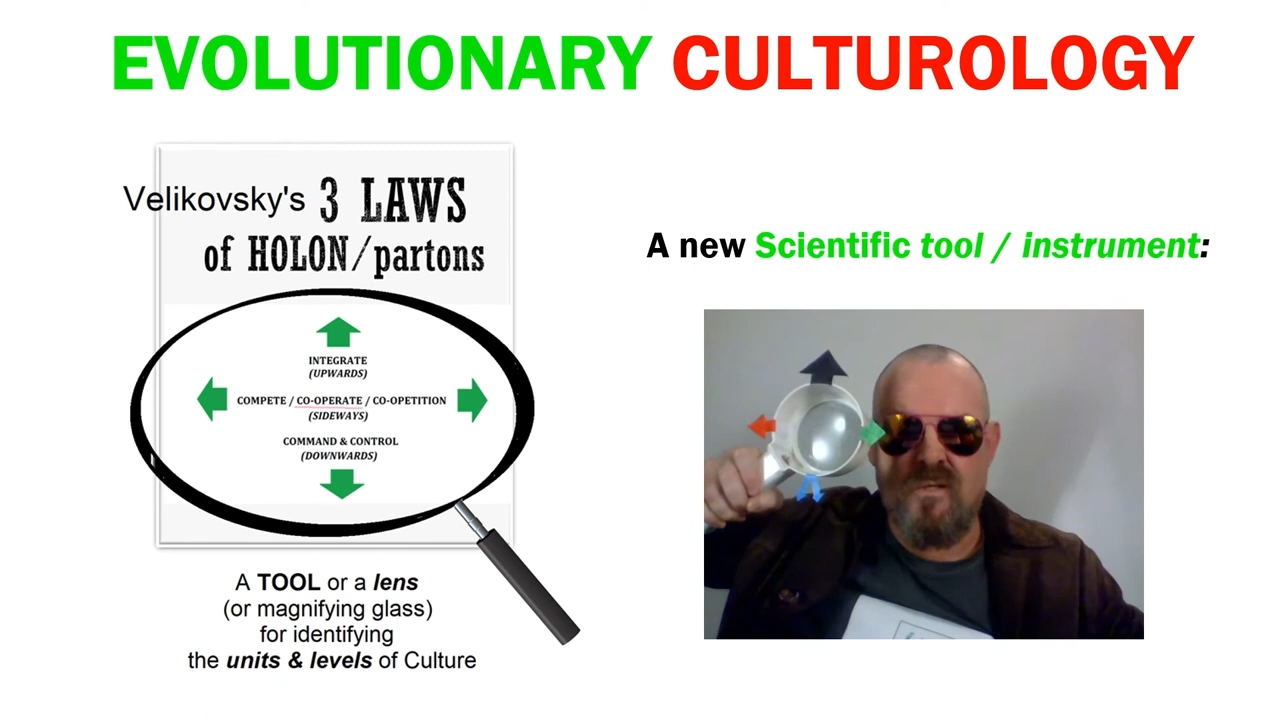 EVOLUTIONARY CULTUROLOGY
Velikovsky's 3 LAWS
of HOLON/partons
INTEGRATE
(UPWARDS)
COMPETE / CO-OPERATE / CO-OPETITION
(SIDEWAYS)
COMMAND & CONTROL
(DOWNWARDS)
A TOOL or a lens
(or magnifying glass)
for identifying
the units & levels of Culture
A new Scientific tool / instrument: